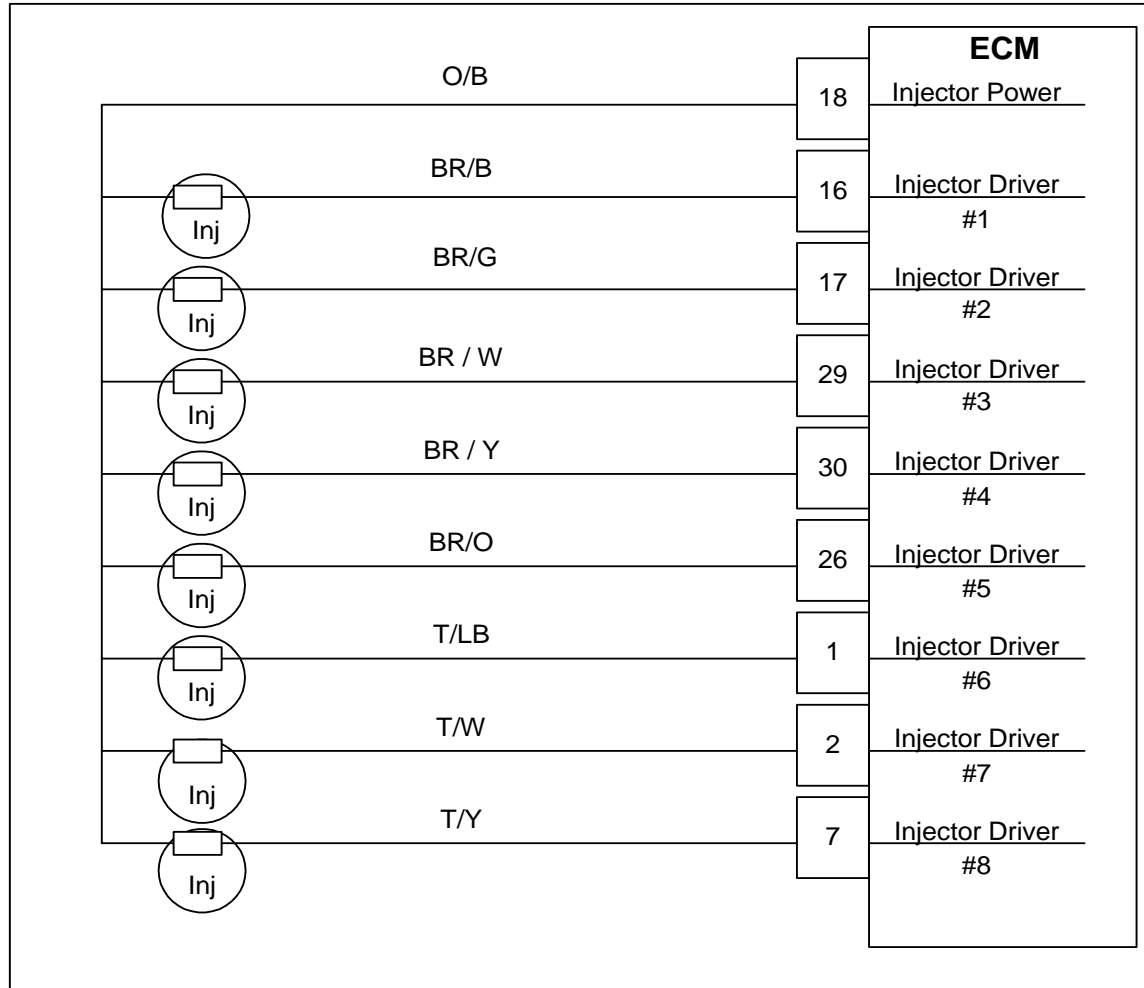 ECM
O/B
18
Injector Power
BR/B
16
Injector Driver
#1
Inj
BR/G
17
Injector Driver
#2
Inj
BR / W
29
Injector Driver
#3
Inj
BR / Y
30
Injector Driver
#4
Inj
BR/O
26
Injector Driver
#5
Inj
T/LB
1
Injector Driver
#6
Inj
T/W
2
Injector Driver
#7
Inj
T/Y
7
Injector Driver
#8
Inj